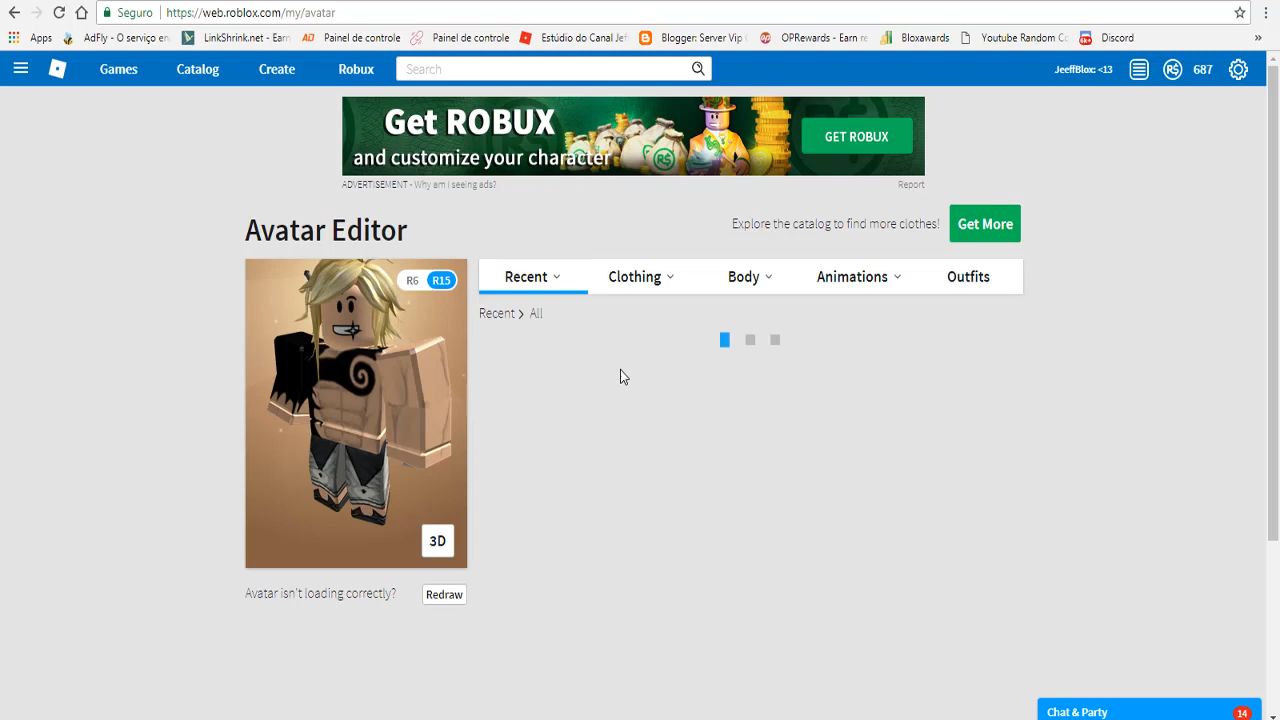 Seguro
https://web.roblox.com/my/avatar
Apps AdFly - O serviço en LinkShrink.net - Earn Painel de controle Painel de controle Estúdio do Canal Jef Blogger: Server Vip OPRewards - Earn re Bloxawards Youtube Random Co Discord
Games Catalog Create Robux Search JeeffBlox: <13 R$ 687
Get ROBUX
and customize your character
R$
GET ROBUX
ADVERTISEMENT - Why am I seeing ads? Report
Avatar Editor
Explore the catalog to find more clothes! Get More
R6 R15
Recent Clothing Body Animations Outfits
Recent > All
3D
Avatar isn't loading correctly? Redraw
Chat & Party 14